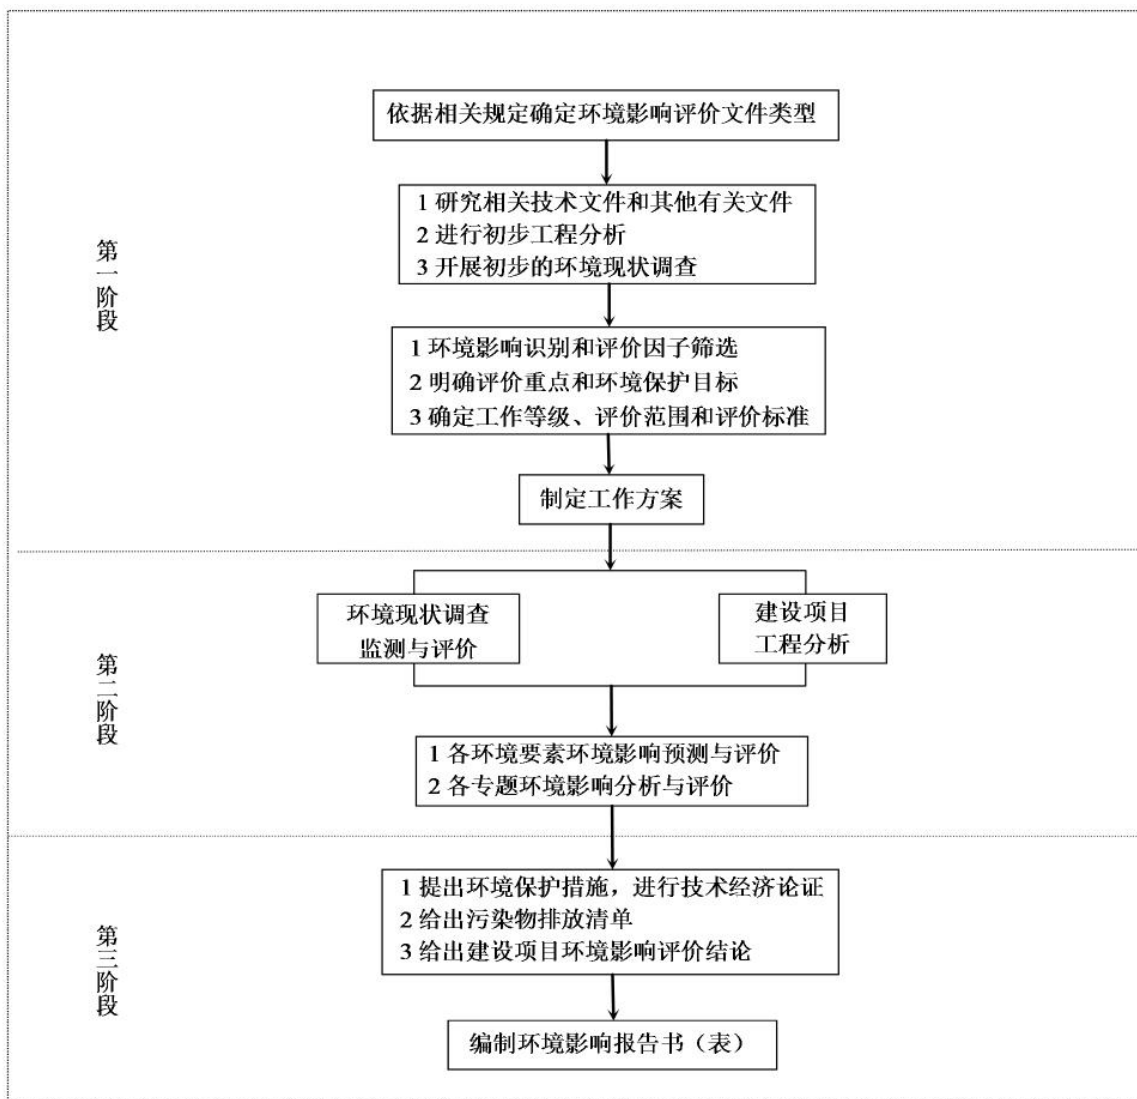 依据相关规定确定环境影响评价文件类型
1 研究相关技术文件和其他有关文件
2 进行初步工程分析
3 开展初步的环境现状调查
第一阶段
1 环境影响识别和评价因子筛选
2 明确评价重点和环境保护目标
3 确定工作等级、评价范围和评价标准
制定工作方案
环境现状调查
监测与评价
建设项目
工程分析
第二阶段
1 各环境要素环境影响预测与评价
2 各专题环境影响分析与评价
1 提出环境保护措施，进行技术经济论证
2 给出污染物排放清单
3 给出建设项目环境影响评价结论
第三阶段
编制环境影响报告书（表）